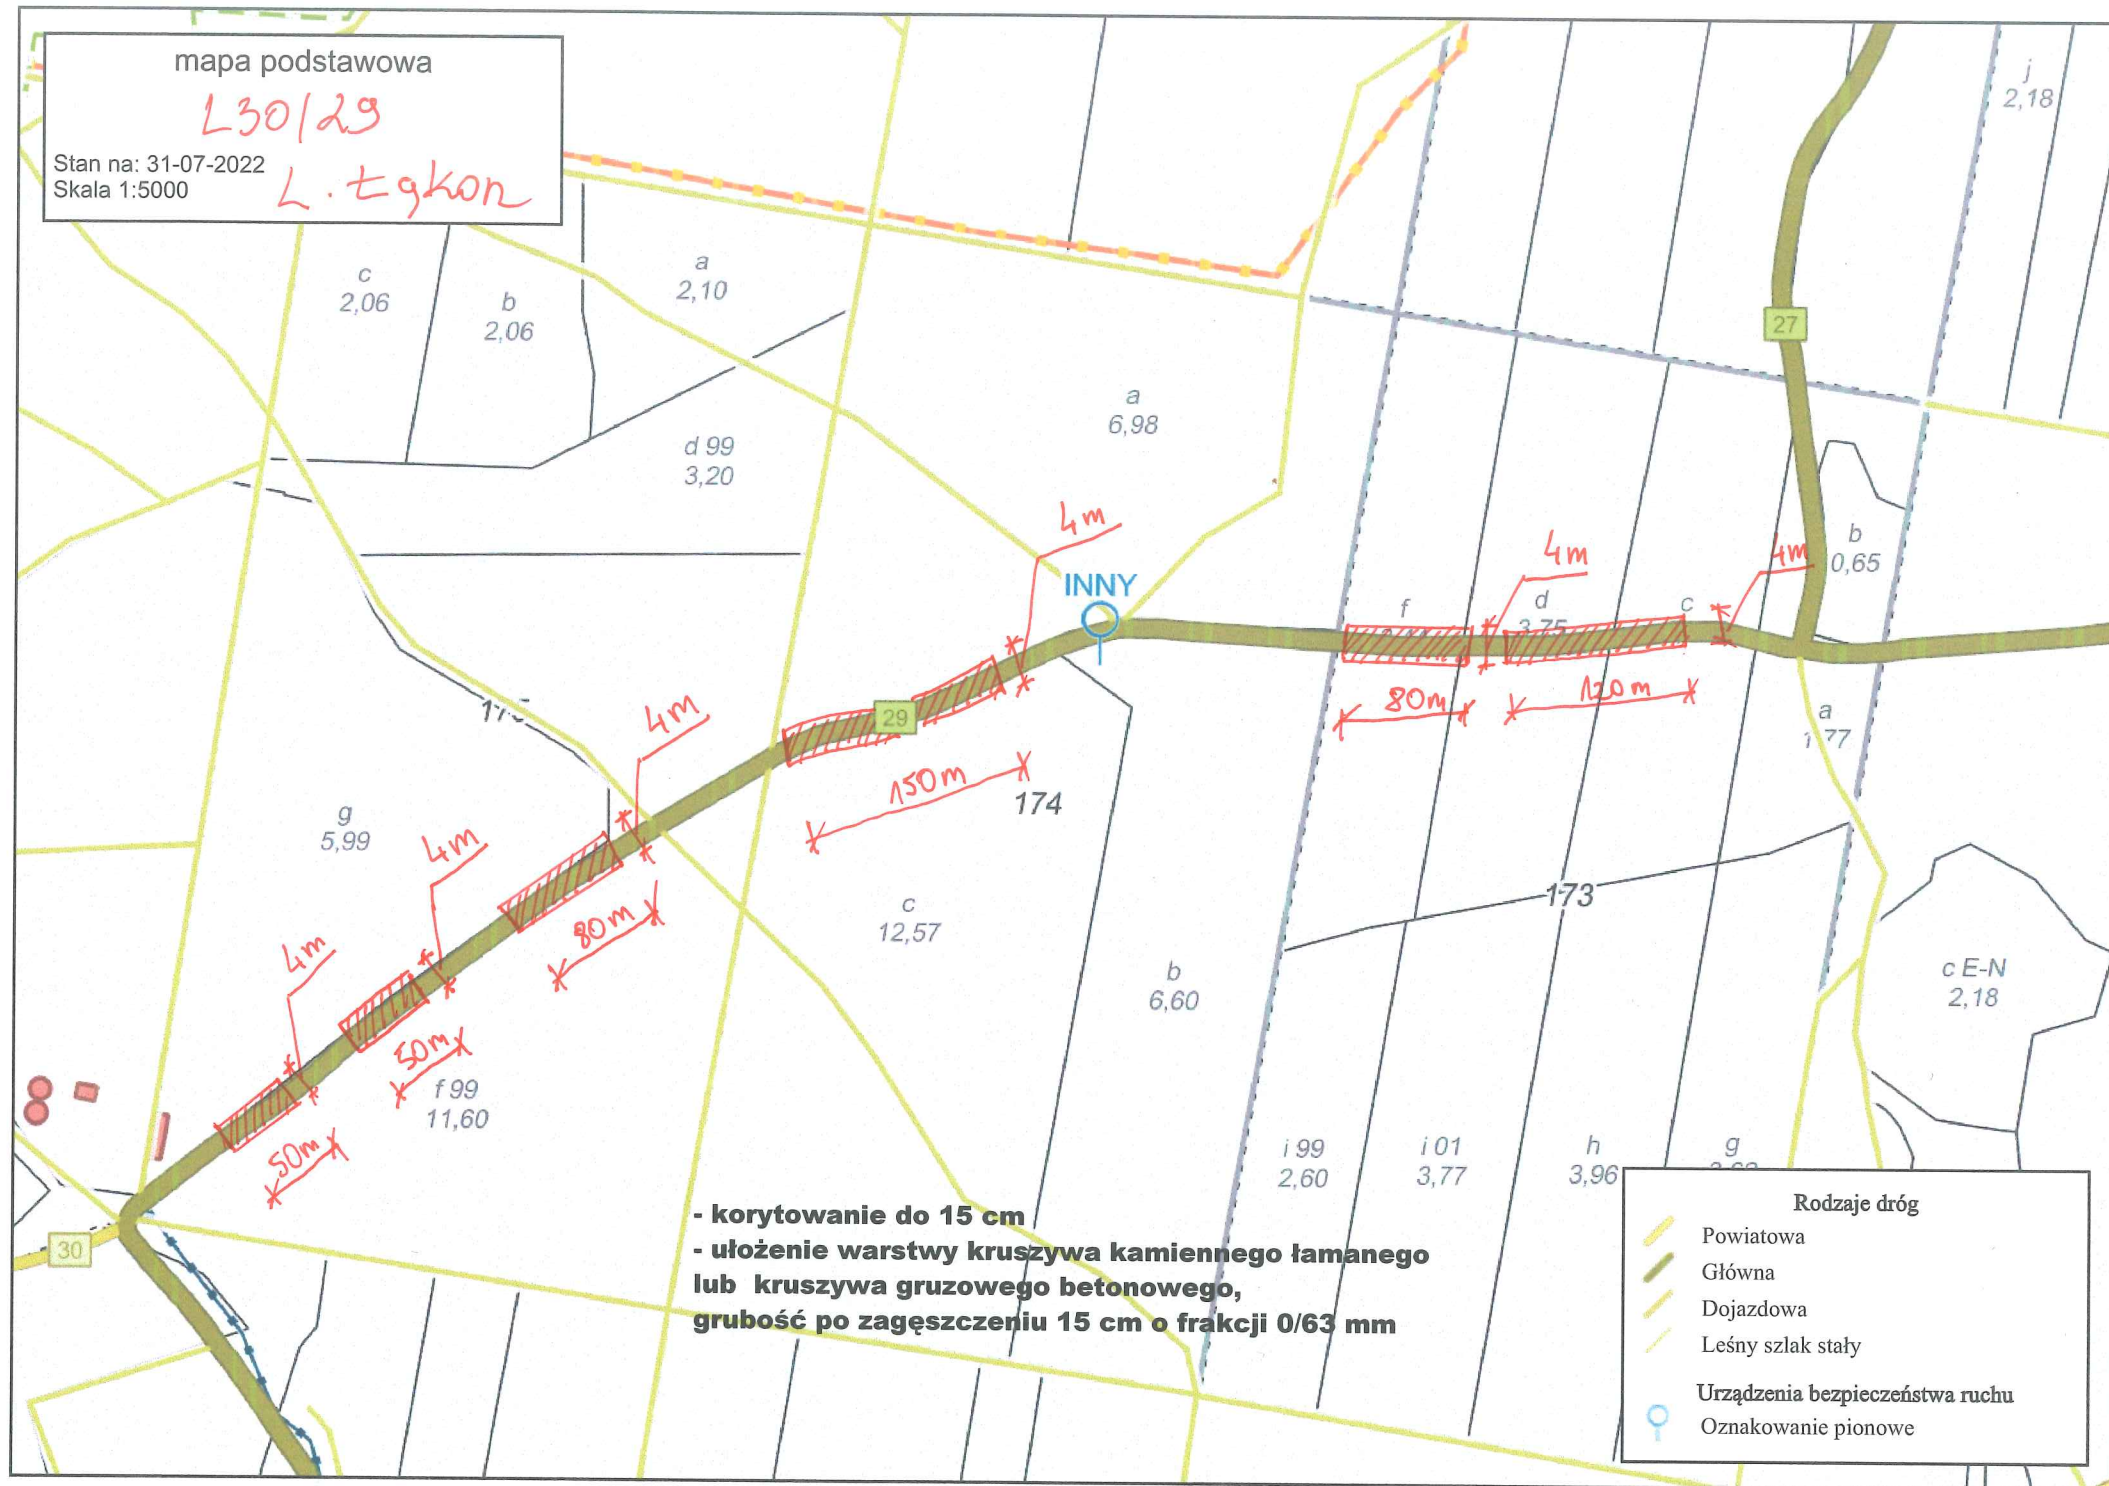 mapa podstawowa
L30/29
Stan na: 31-07-2022
Skala 1:5000
L. Łąkon
j
2,18
c
2,06
b
2,06
a
2,10
27
a
6,98
d 99
3,20
4m
INNY
4m
4m
b
0,65
f
d
3,75
c
80m
120m
a
29
4m
150m
174
g
5,99
4m
80m
c
12,57
173
4m
b
6,60
c E-N
2,18
50m
f 99
11,60
50m
i 99
2,60
i 01
3,77
h
3,96
g
30
- korytowanie do 15 cm
- ułożenie warstwy kruszywa kamiennego łamanego
lub kruszywa gruzowego betonowego,
grubość po zagęszczeniu 15 cm o frakcji 0/63 mm
Rodzaje dróg
Powiatowa
Główna
Dojazdowa
Leśny szlak stały
Urządzenia bezpieczeństwa ruchu
Oznakowanie pionowe